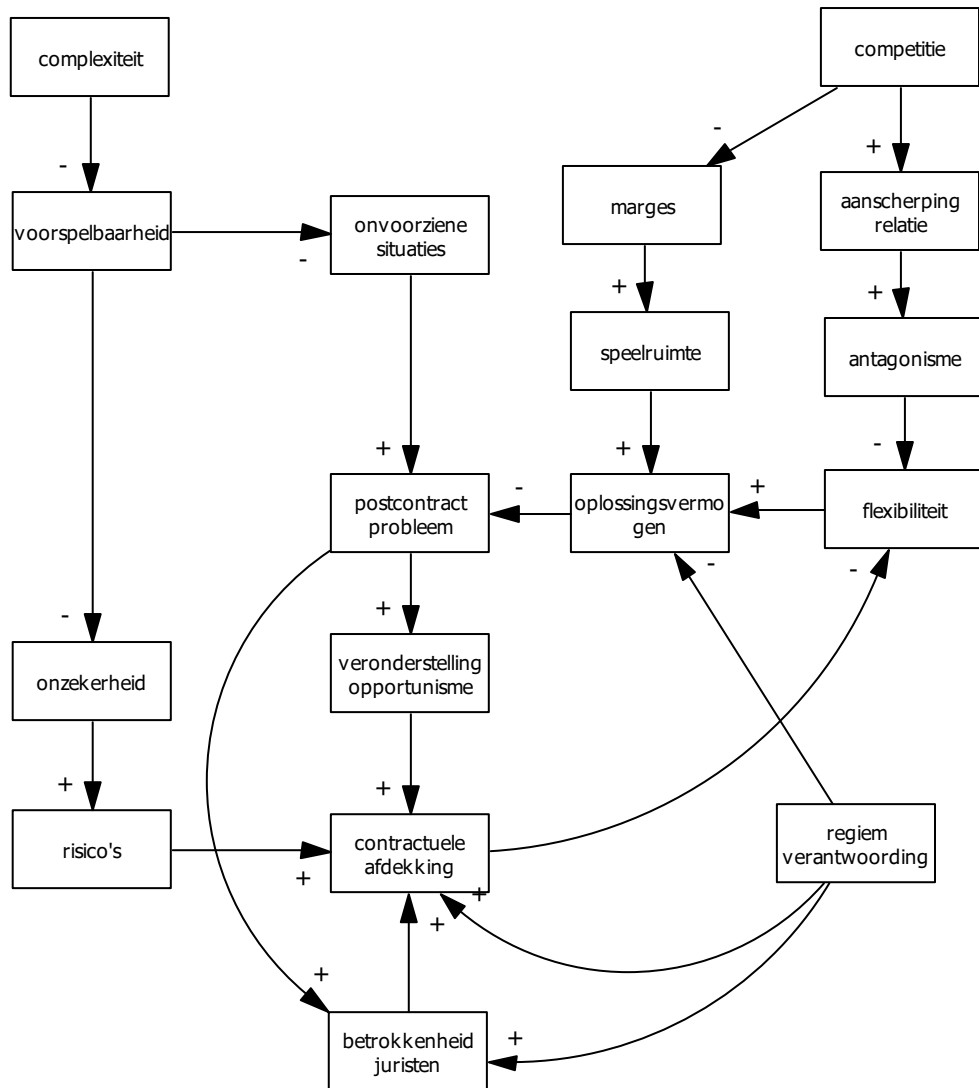 complexiteit
competitie
-
-
+
voorspelbaarheid
onvoorziene
situaties
marges
aanscherping
relatie
-
+
+
speelruimte
antagonisme
+
+
-
postcontract
probleem
-
oplossingsvermo
gen
+
flexibiliteit
-
-
+
-
onzekerheid
veronderstelling
opportunisme
+
+
risico's
contractuele
afdekking
regiem
verantwoording
+
+
+
+
+
betrokkenheid
juristen